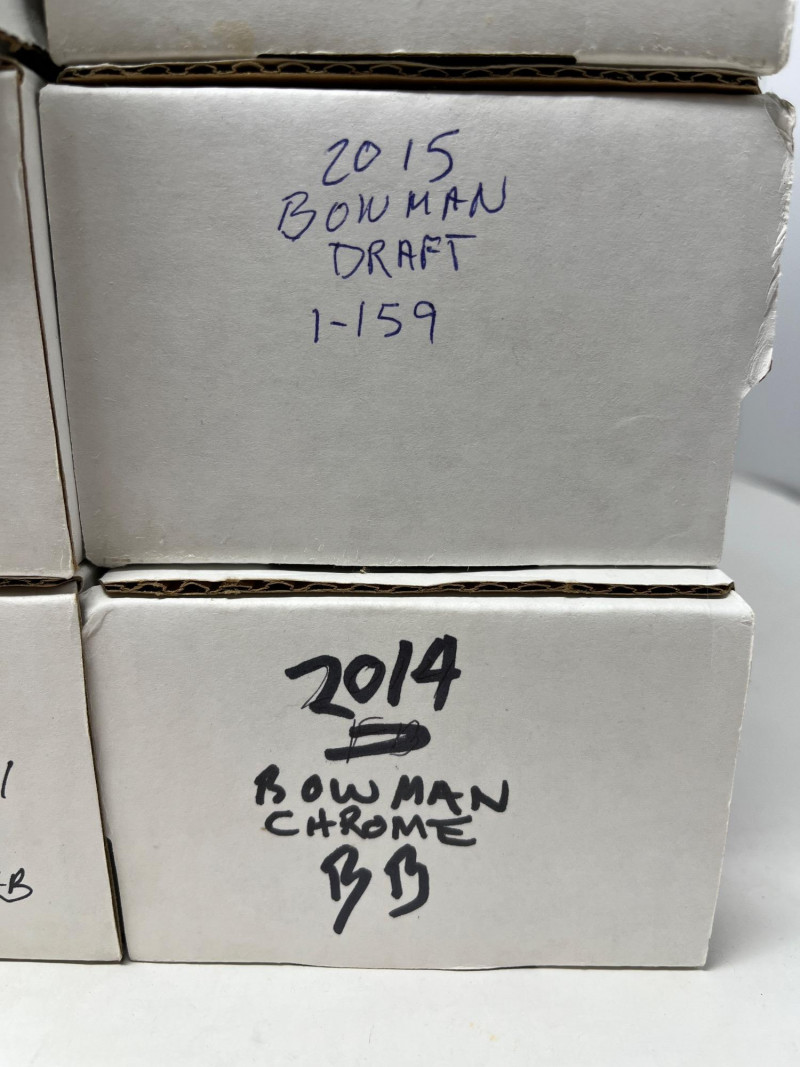 2015
BOWMAN
DRAFT
1-159
2014
BOWMAN
CHROME
BB